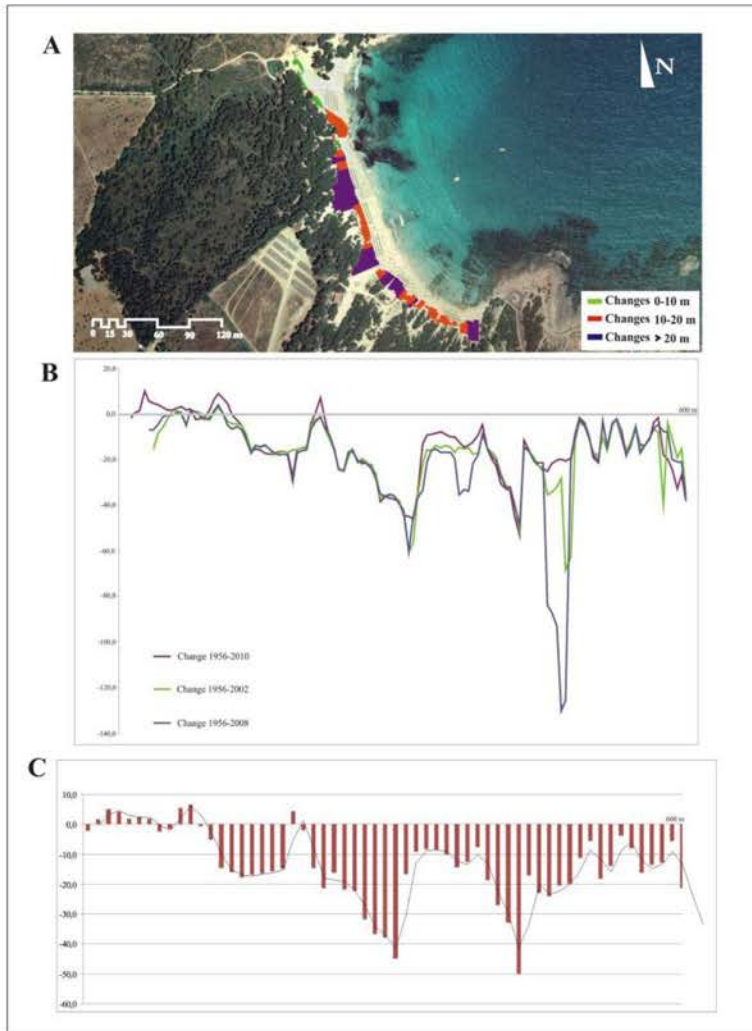 A
N
Changes 0-10 m
Changes 10-20 m
Changes > 20 m
0 15 30 60 90 120 m
B
20,0
0,0
600 m
-20,0
-40,0
-60,0
-80,0
-100,0
-120,0
-140,0
Change 1956-2010
Change 1956-2002
Change 1956-2008
C
10,0
600 m
0,0
-10,0
-20,0
-30,0
-40,0
-50,0
-60,0